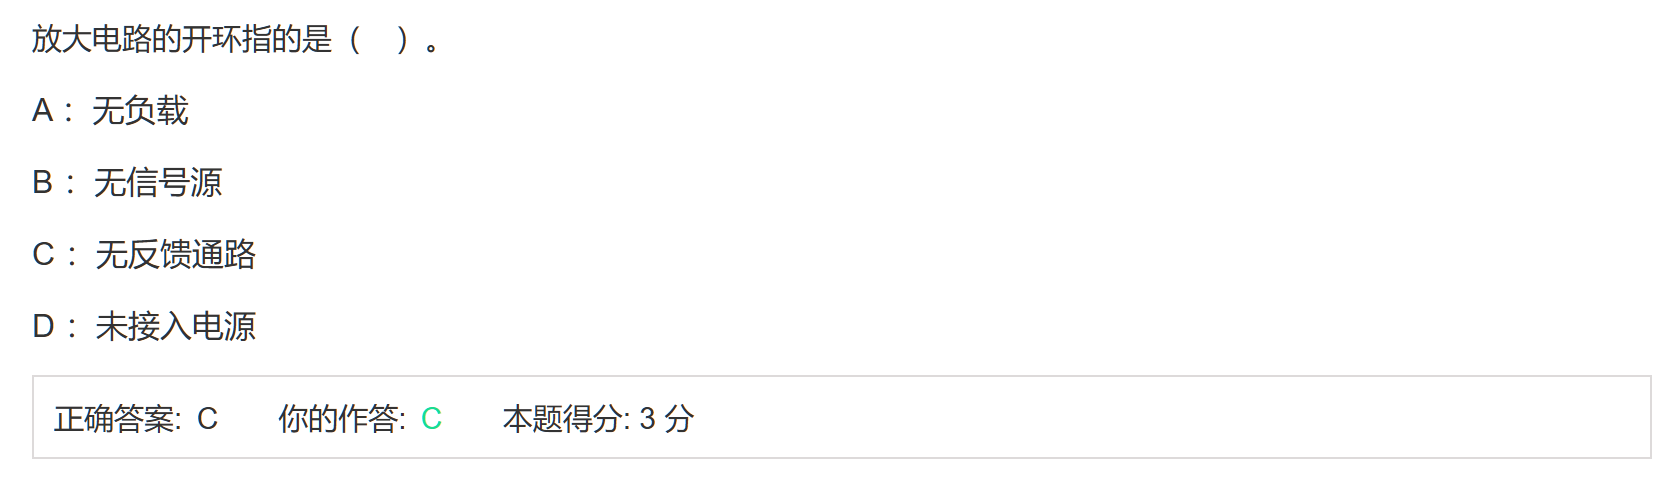 放大电路的开环指的是（　）。
A： 无负载
B： 无信号源
C： 无反馈通路
D： 未接入电源
正确答案: C 你的作答: C 本题得分: 3 分